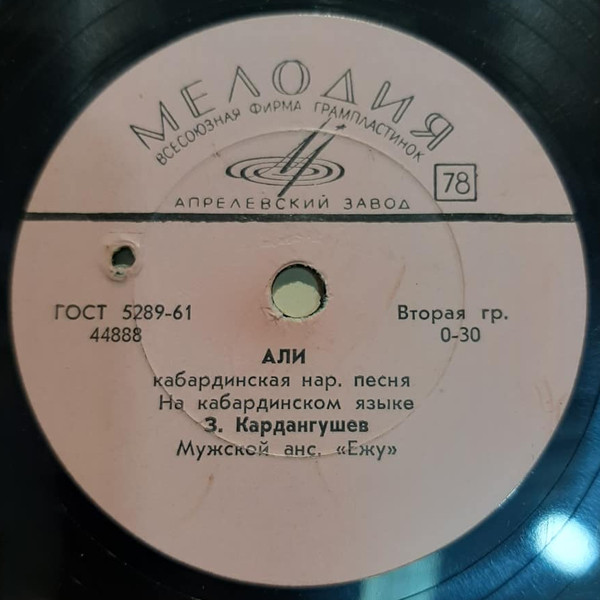 МЕЛОДИЯ
ВСЕСОЮЗНАЯ ФИРМА ГРАМПЛАСТИНОК
78
АПРЕЛЕВСКИЙ ЗАВОД
ГОСТ 5289-61
44888
Вторая гр.
0-30
АЛИ
кабардинская нар. песня
На кабардинском языке
З. Кардангушев
Мужской анс. «Ежу»